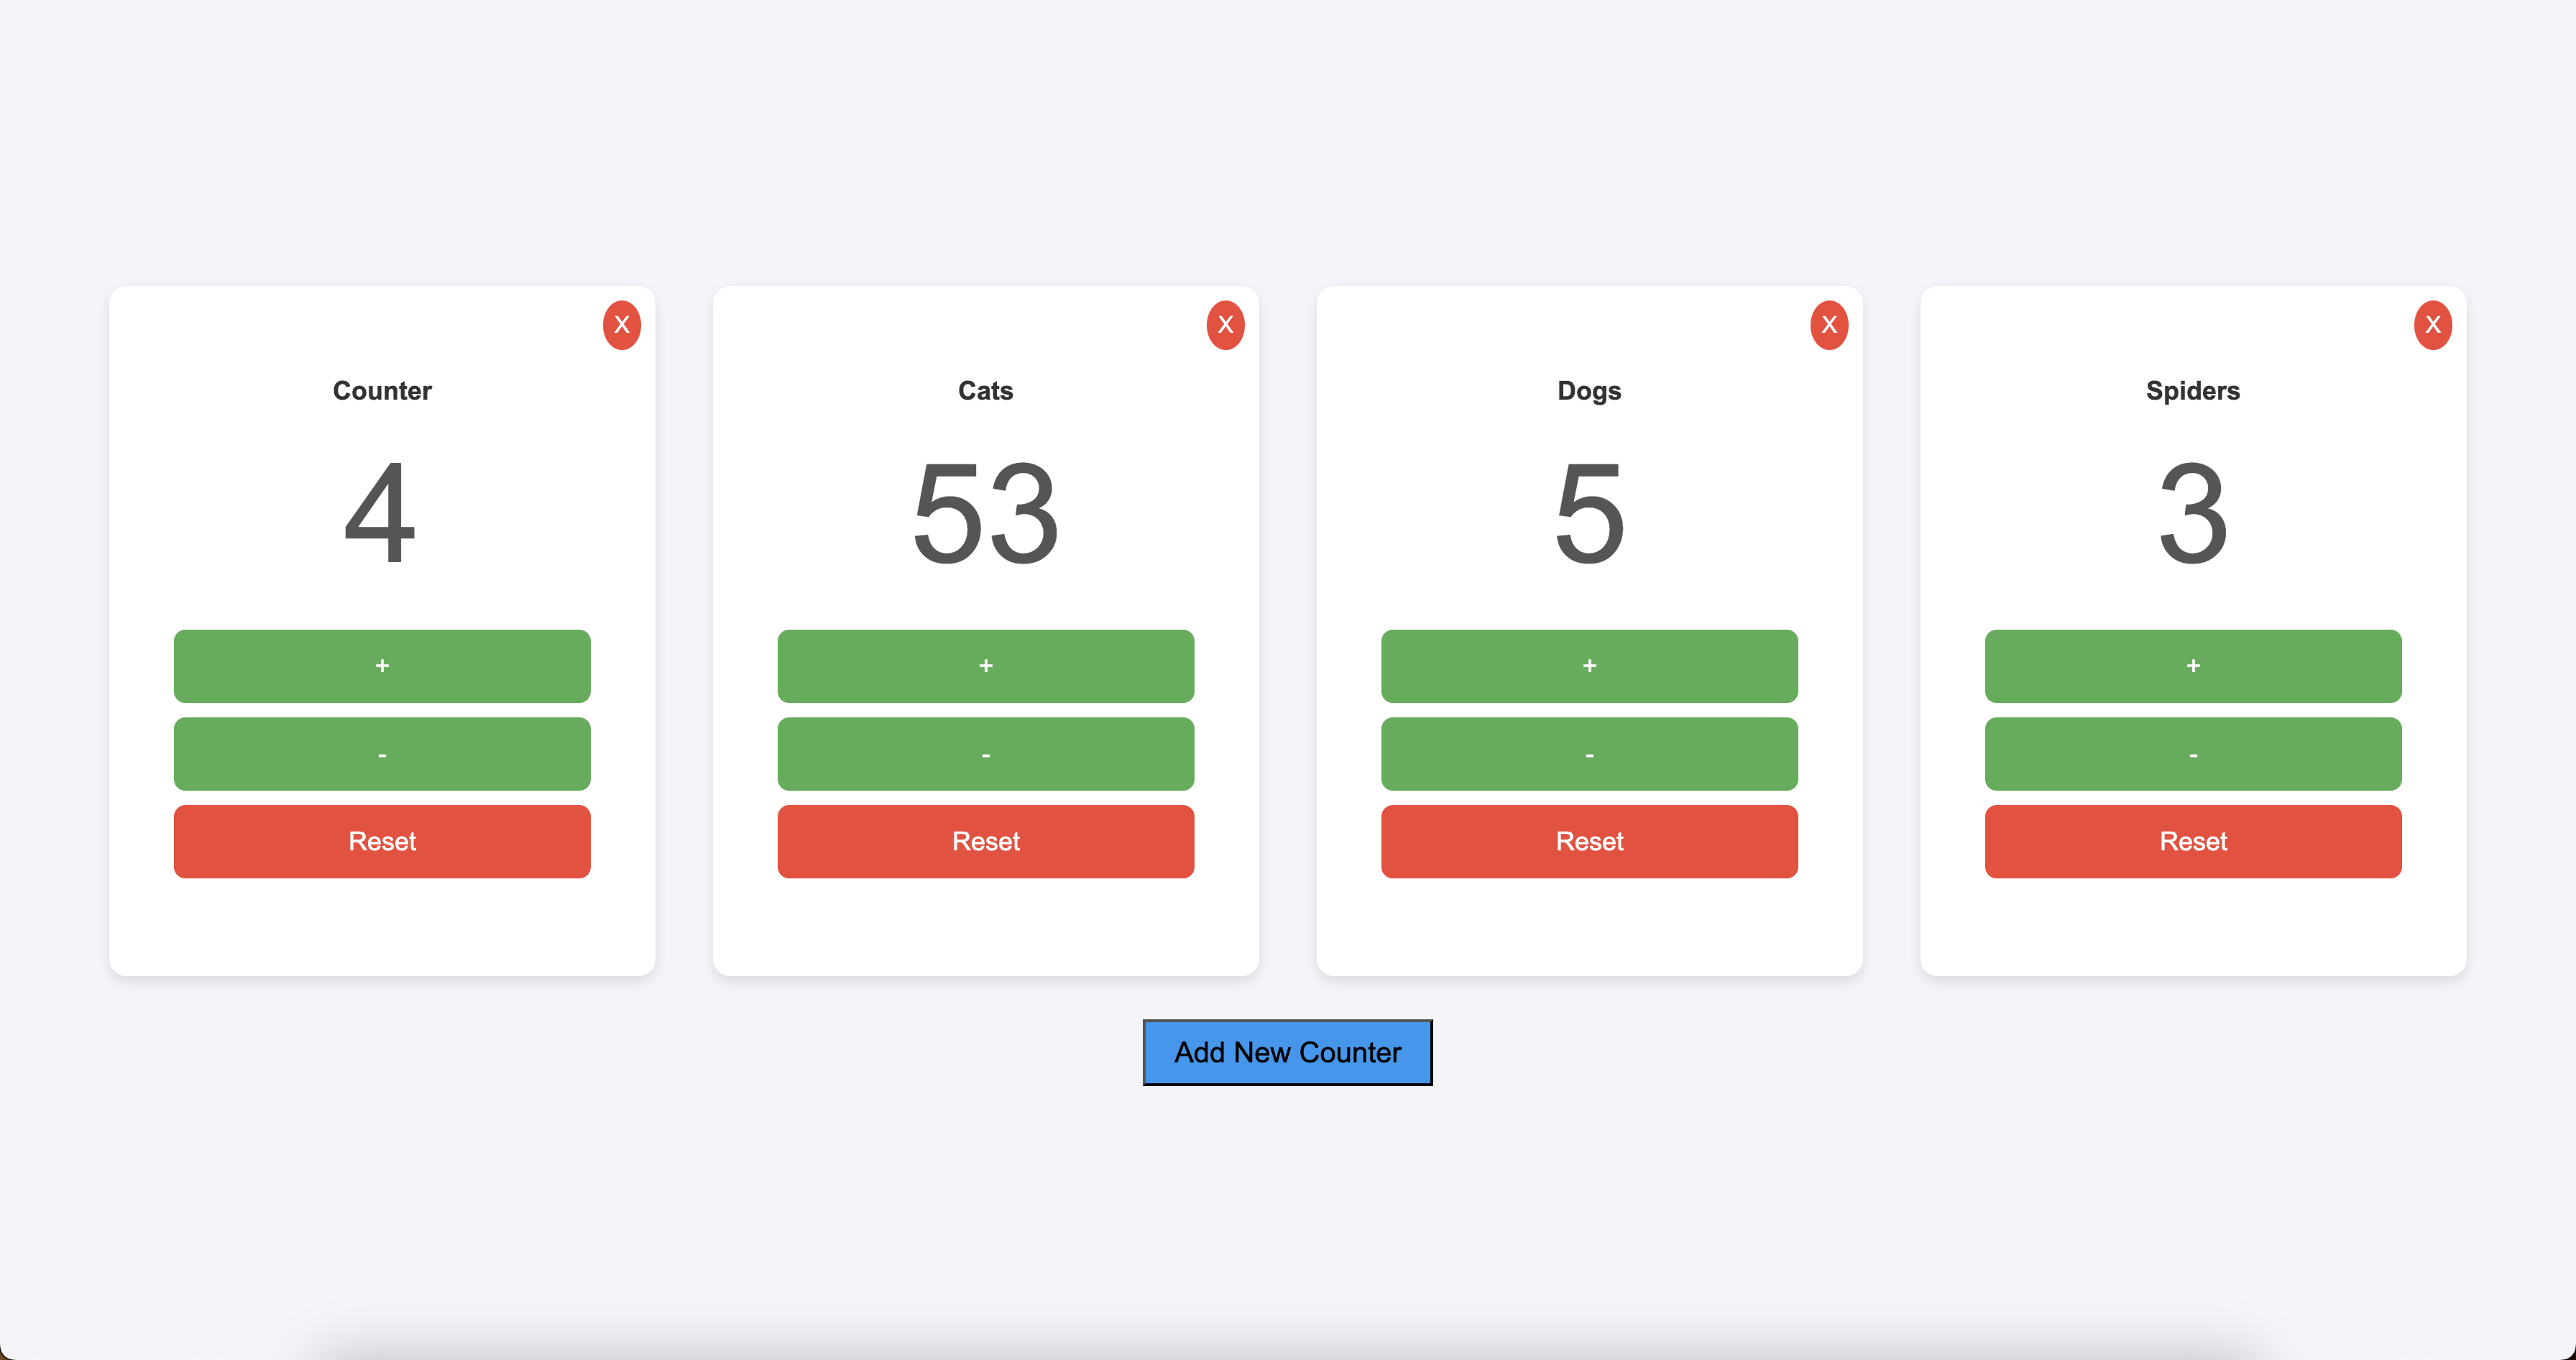 X
Counter
4
+
-
Reset
X
Cats
53
+
-
Reset
X
Dogs
5
+
-
Reset
X
Spiders
3
+
-
Reset
Add New Counter